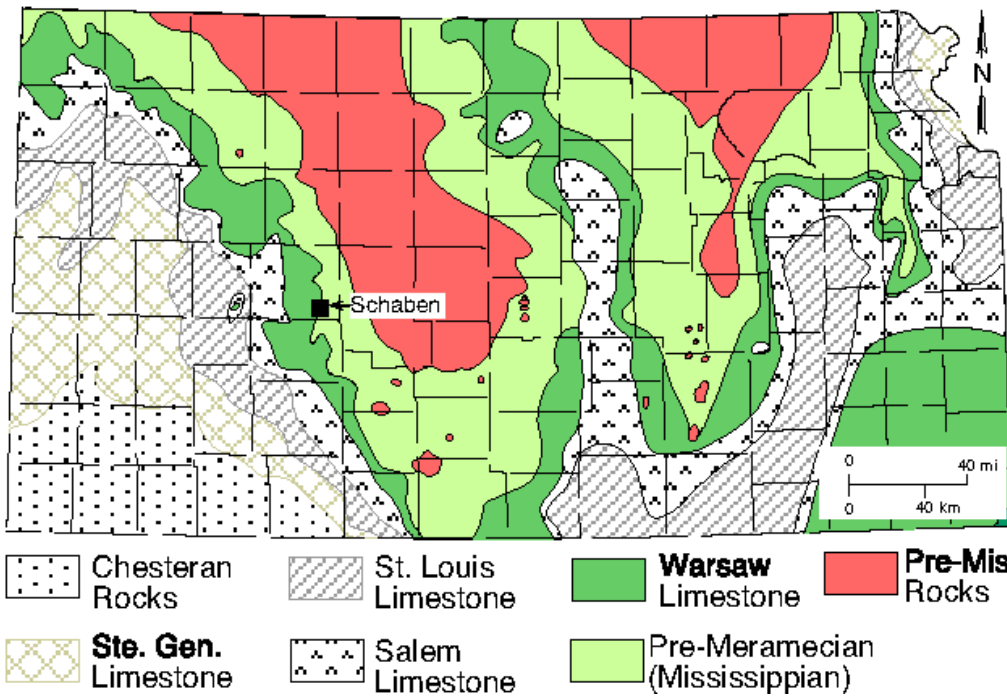 N
Schaben
0 40 mi
0 40 km
Chesteran
Rocks
St. Louis
Limestone
Warsaw
Limestone
Pre-Mis
Rocks
Ste. Gen.
Limestone
Salem
Limestone
Pre-Meramecian
(Mississippian)